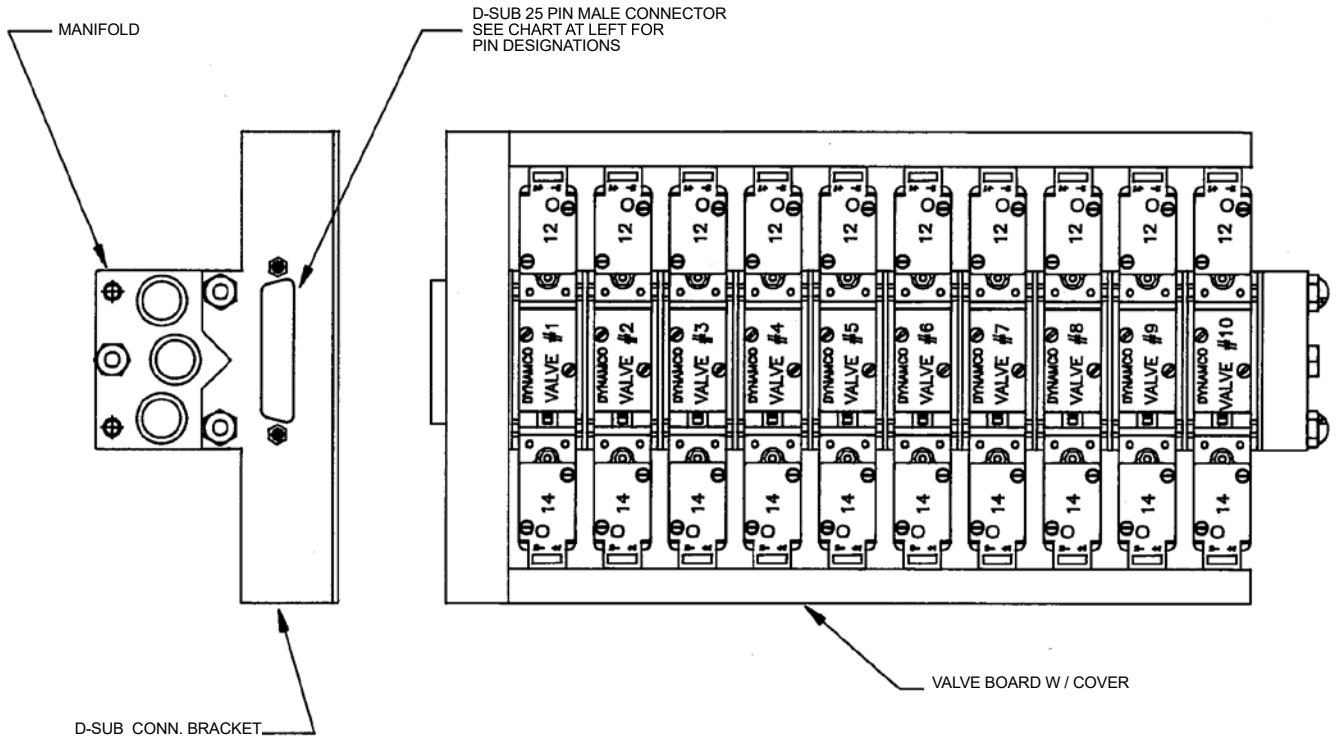 MANIFOLD
D-SUB 25 PIN MALE CONNECTOR
SEE CHART AT LEFT FOR
PIN DESIGNATIONS
12 12 12 12 12 12 12 12 12 12
DYNAMCO VALVE #1
DYNAMCO VALVE #2
DYNAMCO VALVE #3
DYNAMCO VALVE #4
DYNAMCO VALVE #5
DYNAMCO VALVE #6
DYNAMCO VALVE #7
DYNAMCO VALVE #8
DYNAMCO VALVE #9
DYNAMCO VALVE #10
14 14 14 14 14 14 14 14 14 14
VALVE BOARD W / COVER
D-SUB CONN. BRACKET